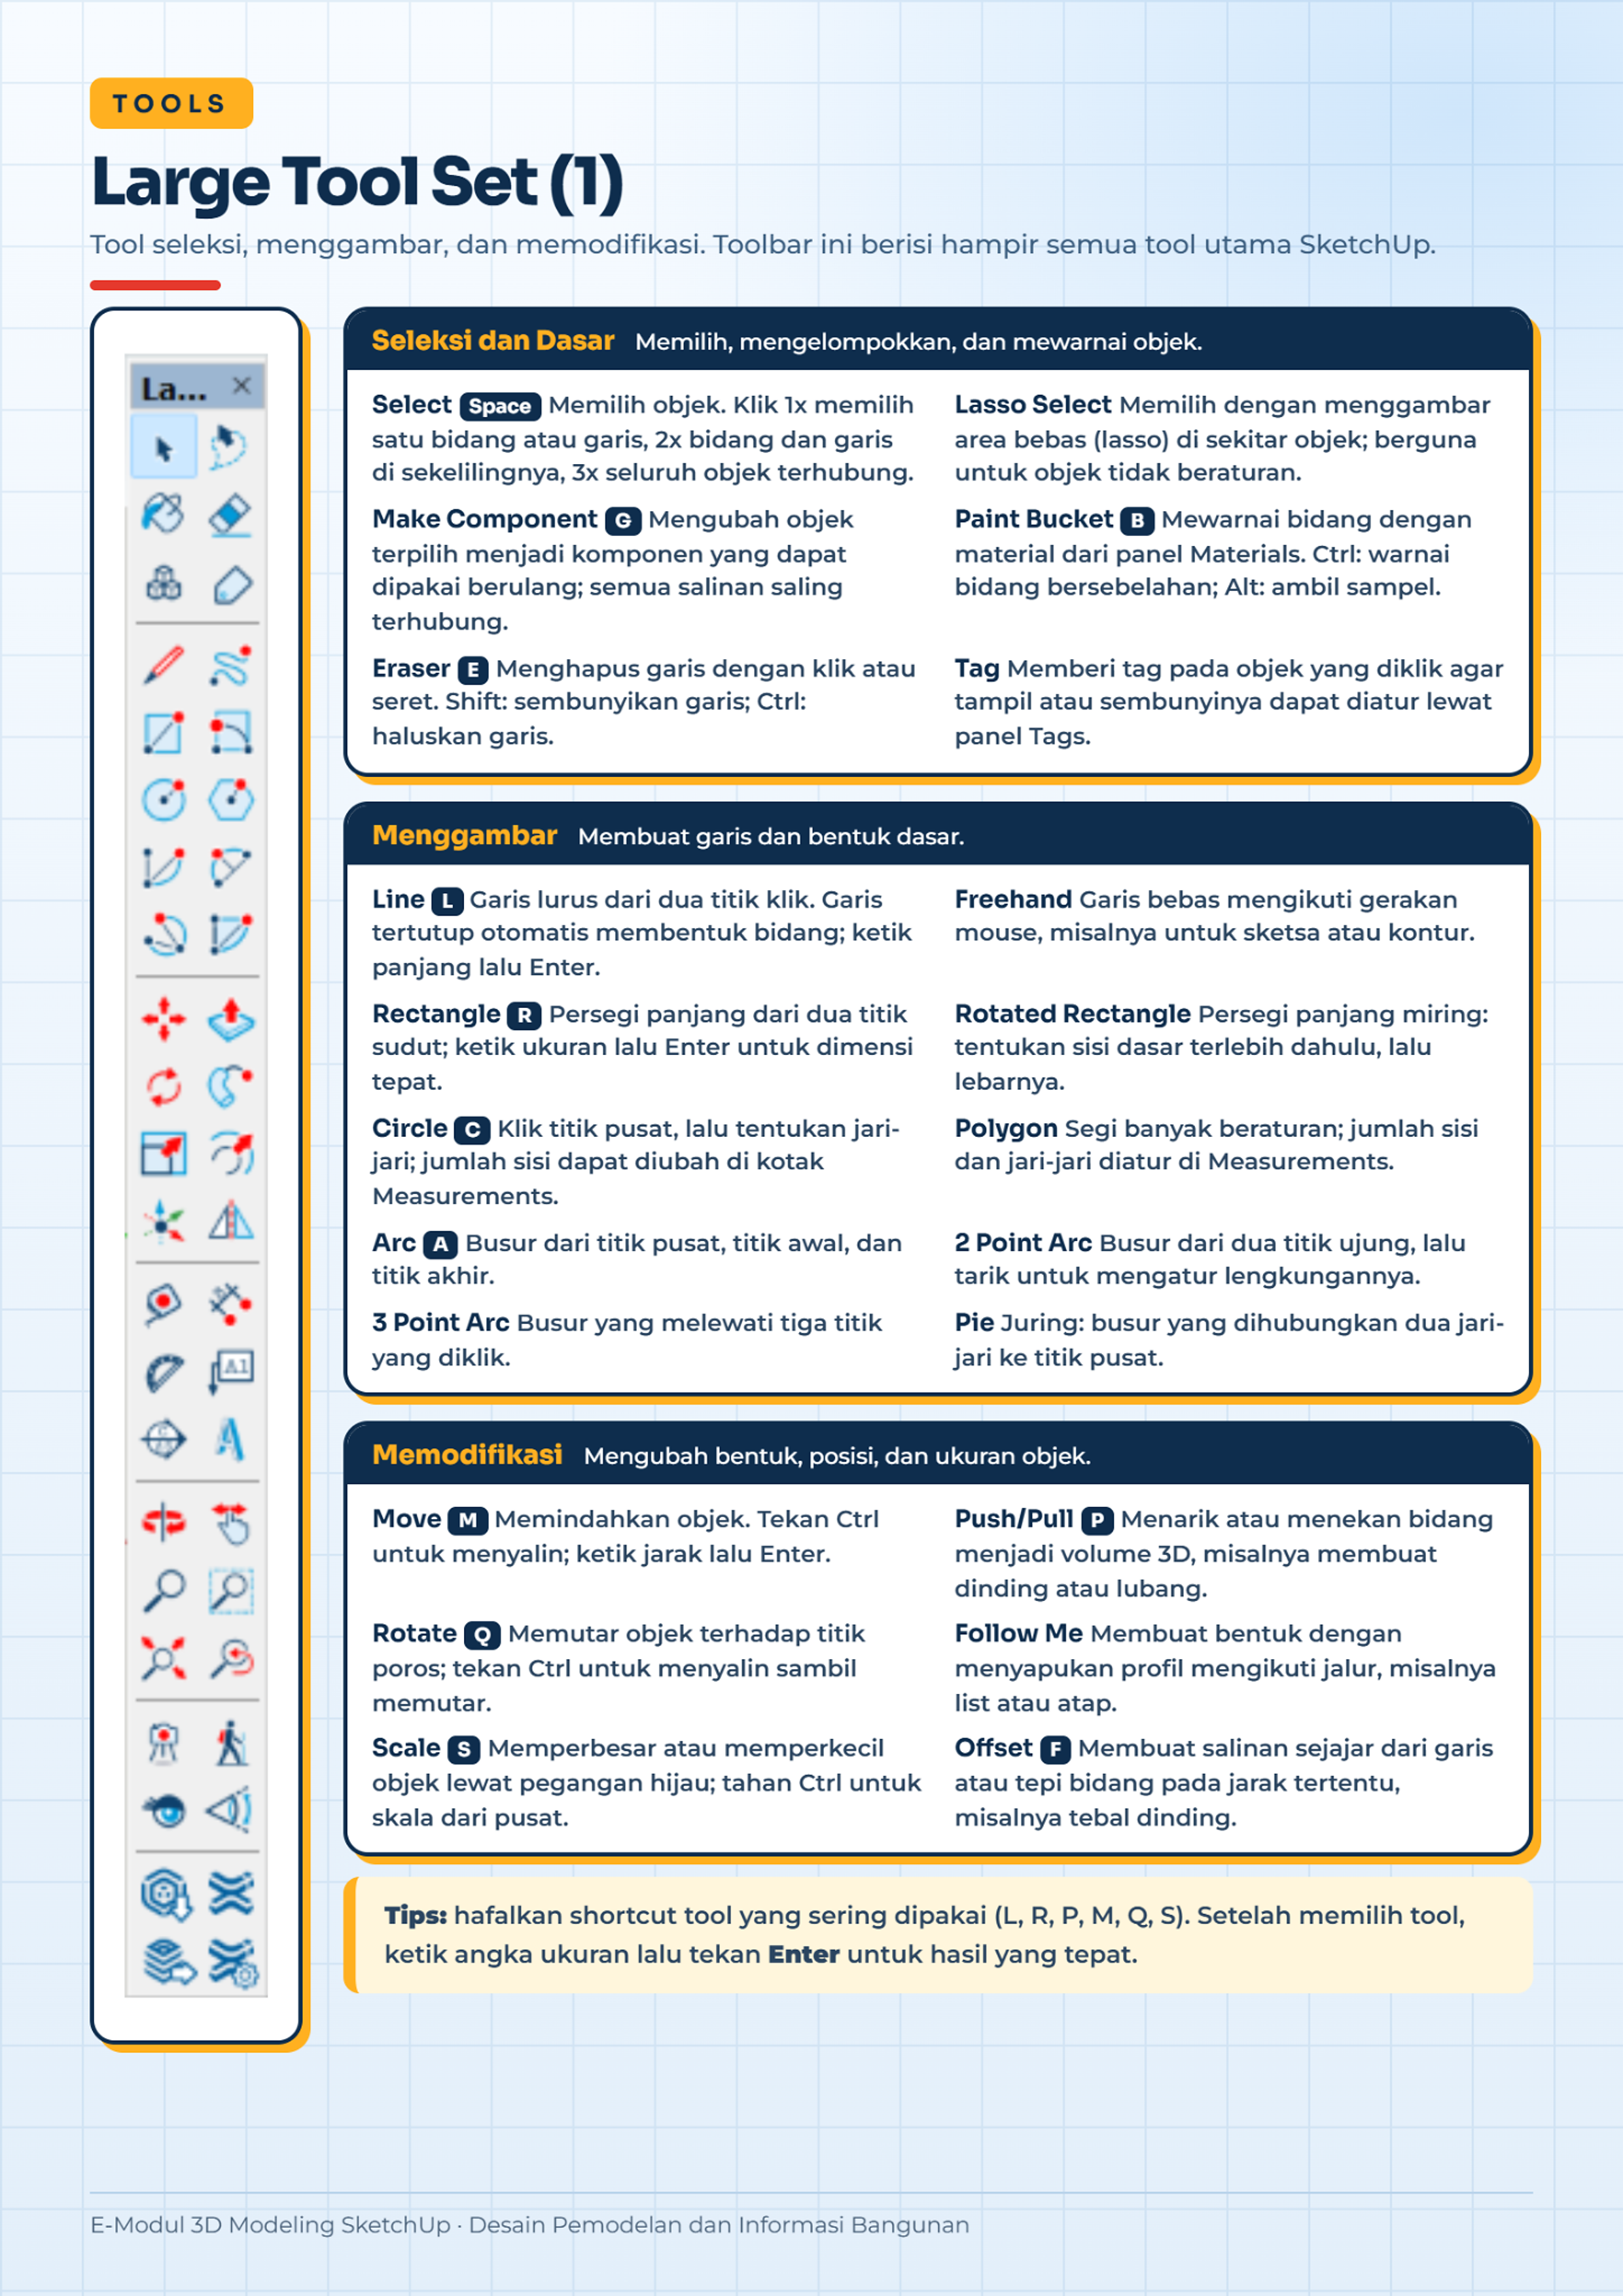 TOOLS
Large Tool Set (1)
Tool seleksi, menggambar, dan memodifikasi. Toolbar ini berisi hampir semua tool utama SketchUp.
La... ×
A1
A
Seleksi dan Dasar Memilih, mengelompokkan, dan mewarnai objek.
Select Space Memilih objek. Klik 1x memilih
satu bidang atau garis, 2x bidang dan garis
di sekelilingnya, 3x seluruh objek terhubung.
Lasso Select Memilih dengan menggambar
area bebas (lasso) di sekitar objek; berguna
untuk objek tidak beraturan.
Make Component G Mengubah objek
terpilih menjadi komponen yang dapat
dipakai berulang; semua salinan saling
terhubung.
Paint Bucket B Mewarnai bidang dengan
material dari panel Materials. Ctrl: warnai
bidang bersebelahan; Alt: ambil sampel.
Eraser E Menghapus garis dengan klik atau
seret. Shift: sembunyikan garis; Ctrl:
haluskan garis.
Tag Memberi tag pada objek yang diklik agar
tampil atau sembunyinya dapat diatur lewat
panel Tags.
Menggambar Membuat garis dan bentuk dasar.
Line L Garis lurus dari dua titik klik. Garis
tertutup otomatis membentuk bidang; ketik
panjang lalu Enter.
Freehand Garis bebas mengikuti gerakan
mouse, misalnya untuk sketsa atau kontur.
Rectangle R Persegi panjang dari dua titik
sudut; ketik ukuran lalu Enter untuk dimensi
tepat.
Rotated Rectangle Persegi panjang miring:
tentukan sisi dasar terlebih dahulu, lalu
lebarnya.
Circle C Klik titik pusat, lalu tentukan jari-
jari; jumlah sisi dapat diubah di kotak
Measurements.
Polygon Segi banyak beraturan; jumlah sisi
dan jari-jari diatur di Measurements.
Arc A Busur dari titik pusat, titik awal, dan
titik akhir.
2 Point Arc Busur dari dua titik ujung, lalu
tarik untuk mengatur lengkungannya.
3 Point Arc Busur yang melewati tiga titik
yang diklik.
Pie Juring: busur yang dihubungkan dua jari-
jari ke titik pusat.
Memodifikasi Mengubah bentuk, posisi, dan ukuran objek.
Move M Memindahkan objek. Tekan Ctrl
untuk menyalin; ketik jarak lalu Enter.
Push/Pull P Menarik atau menekan bidang
menjadi volume 3D, misalnya membuat
dinding atau lubang.
Rotate Q Memutar objek terhadap titik
poros; tekan Ctrl untuk menyalin sambil
memutar.
Follow Me Membuat bentuk dengan
menyapukan profil mengikuti jalur, misalnya
list atau atap.
Scale S Memperbesar atau memperkecil
objek lewat pegangan hijau; tahan Ctrl untuk
skala dari pusat.
Offset F Membuat salinan sejajar dari garis
atau tepi bidang pada jarak tertentu,
misalnya tebal dinding.
Tips: hafalkan shortcut tool yang sering dipakai (L, R, P, M, Q, S). Setelah memilih tool,
ketik angka ukuran lalu tekan Enter untuk hasil yang tepat.
E-Modul 3D Modeling SketchUp · Desain Pemodelan dan Informasi Bangunan